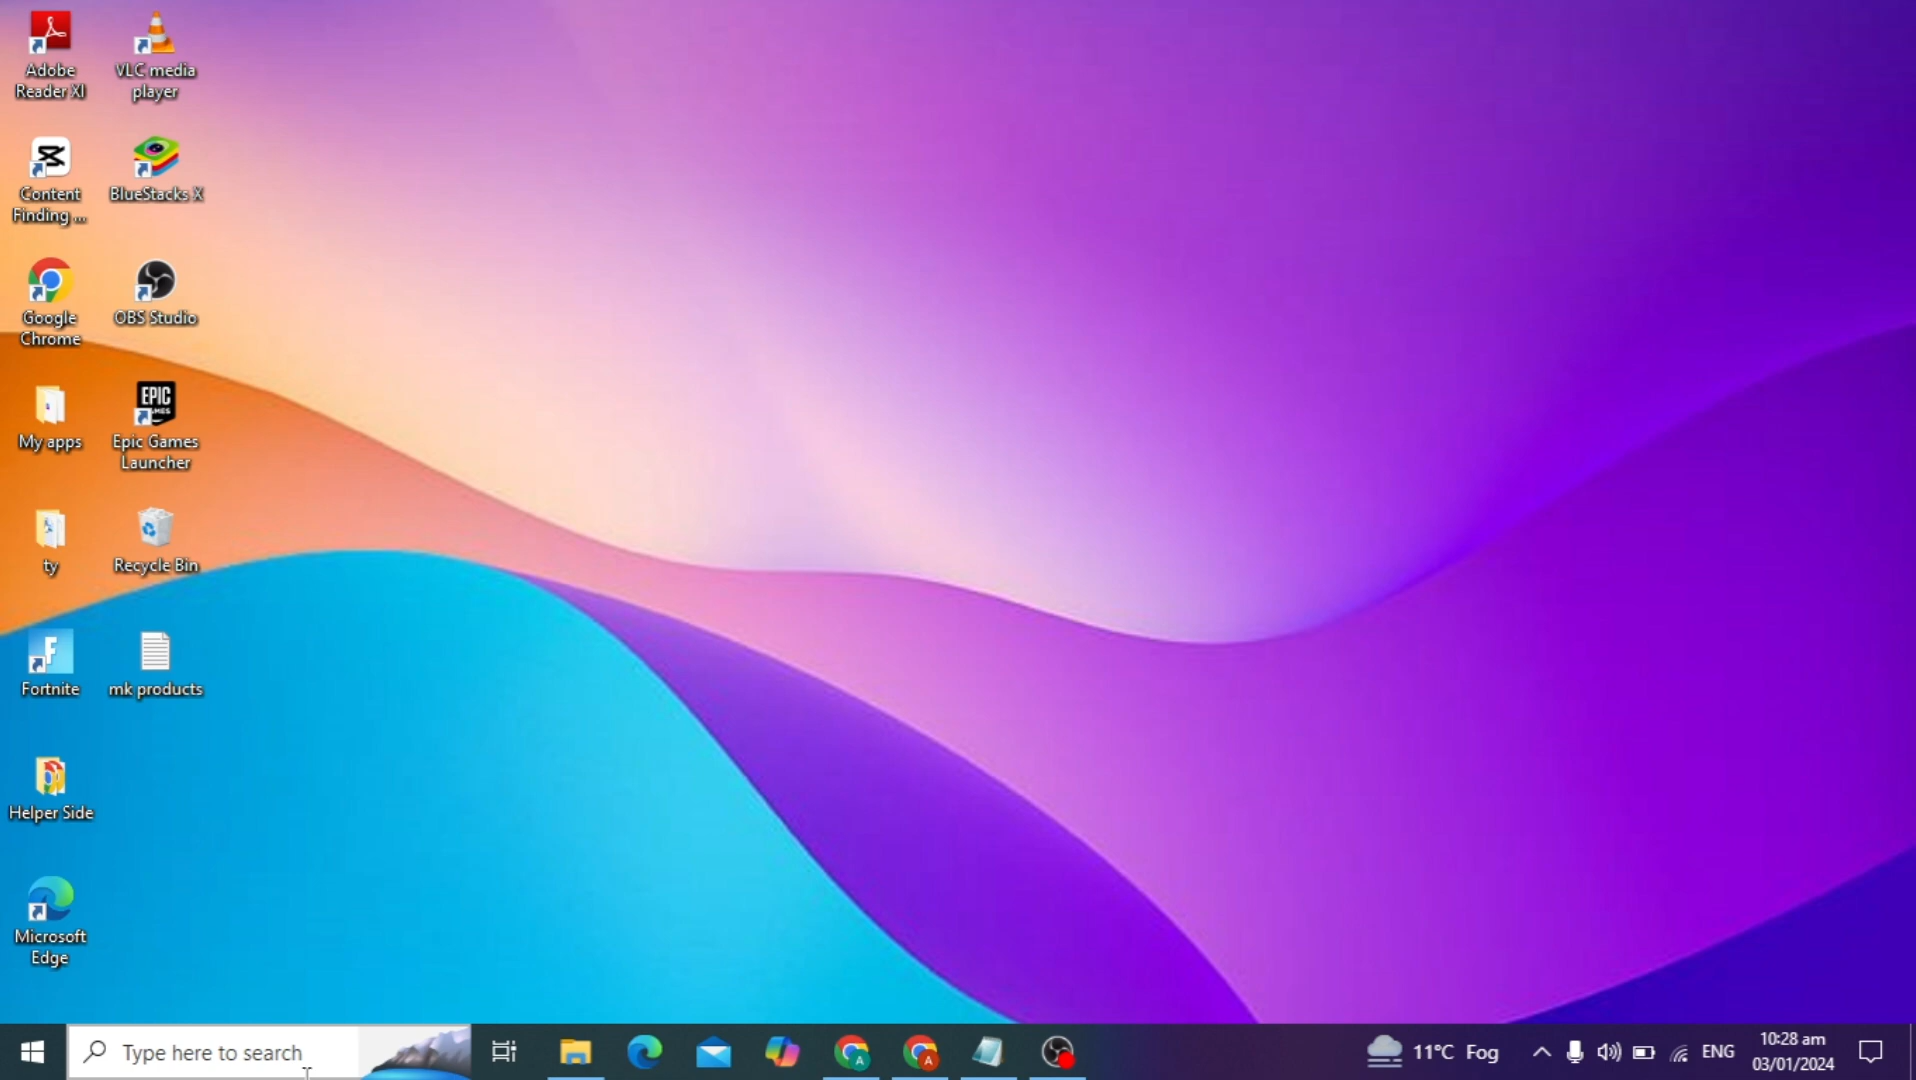 Adobe
Reader XI
VLC media
player
Content
Finding ...
BlueStacks X
Google
Chrome
OBS Studio
My apps
EPIC
GAMES
Epic Games
Launcher
ty
Recycle Bin
F
Fortnite
mk products
Helper Side
Microsoft
Edge
Type here to search
A
A
11°C Fog
ENG
10:28 am
03/01/2024